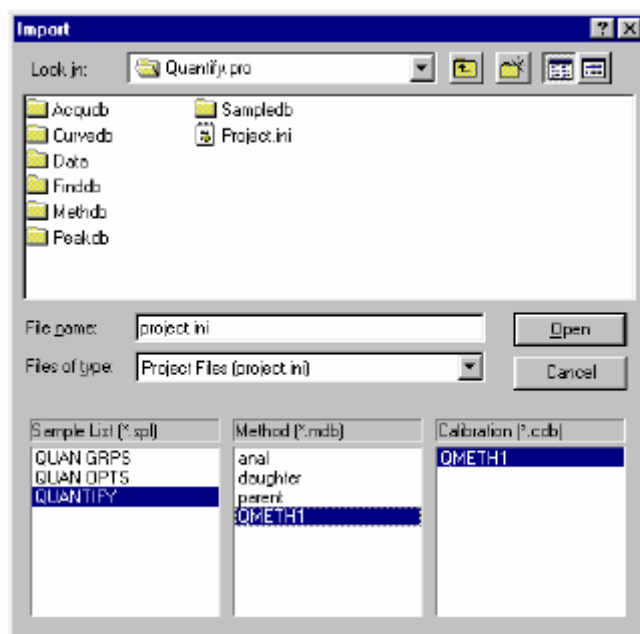 Import
Look in: Quantify.pro
Acqudb
Curvedb
Data
Finddb
Methdb
Peakdb
Sampledb
Project.ini
File name: project.ini
Open
Files of type: Project Files (project.ini)
Cancel
Sample List (*.spl)
QUAN GRPS
QUAN OPTS
QUANTIFY
Method (*.mdb)
anal
daughter
parent
QMETH1
Calibration (*.cdb)
QMETH1